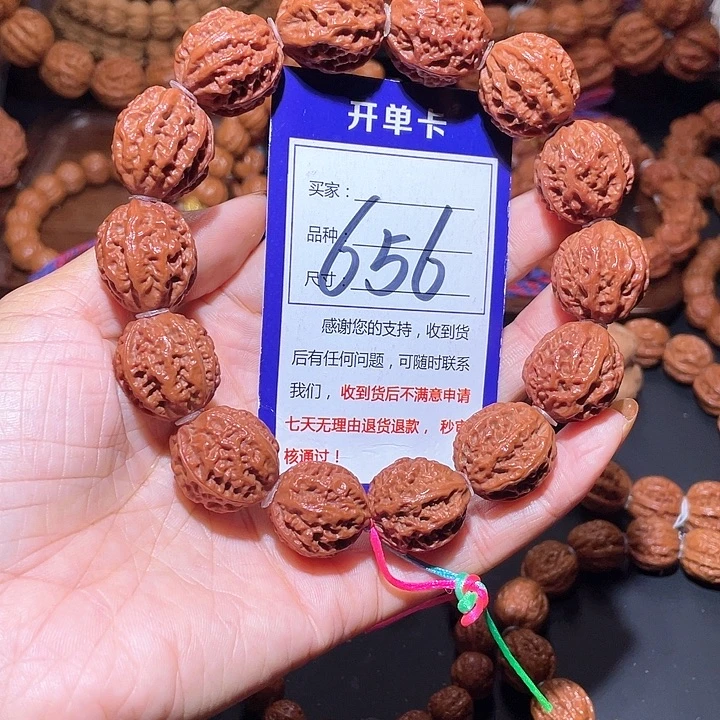 开单卡
买家：
品种：
656
尺寸：
感谢您的支持，收到货
后有任何问题，可随时联系
我们，收到货后不满意申请
七天无理由退货退款，秒审
核通过！